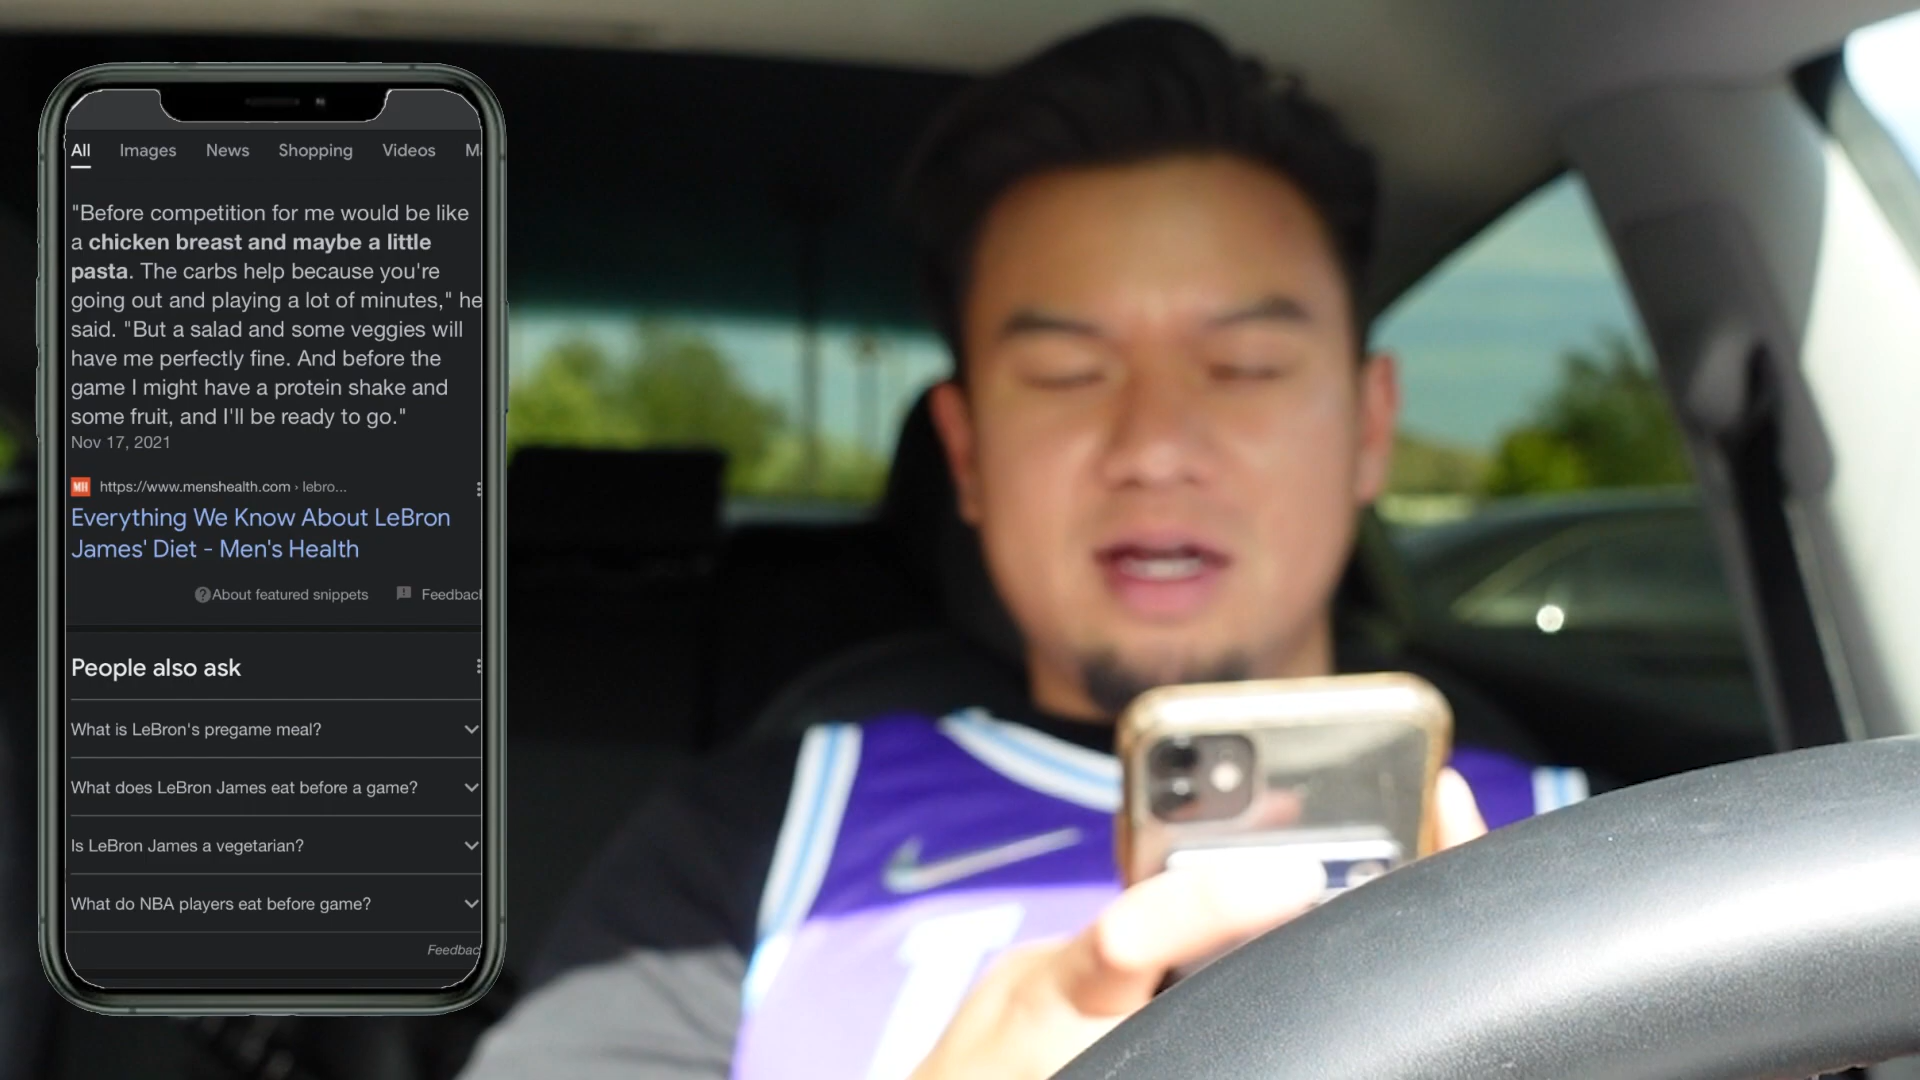 All Images News Shopping Videos
"Before competition for me would be like
a chicken breast and maybe a little
pasta. The carbs help because you're
going out and playing a lot of minutes," he
said. "But a salad and some veggies will
have me perfectly fine. And before the
game I might have a protein shake and
some fruit, and I'll be ready to go."
Nov 17, 2021
MH https://www.menshealth.com › lebro...
Everything We Know About LeBron
James' Diet - Men's Health
About featured snippets Feedback
People also ask
What is LeBron's pregame meal?
What does LeBron James eat before a game?
Is LeBron James a vegetarian?
What do NBA players eat before game?
Feedbac